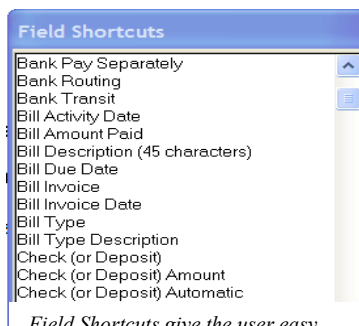 Field Shortcuts
Bank Pay Separately
Bank Routing
Bank Transit
Bill Activity Date
Bill Amount Paid
Bill Description (45 characters)
Bill Due Date
Bill Invoice
Bill Invoice Date
Bill Type
Bill Type Description
Check (or Deposit)
Check (or Deposit) Amount
Check (or Deposit) Automatic
Field Shortcuts give the user easy